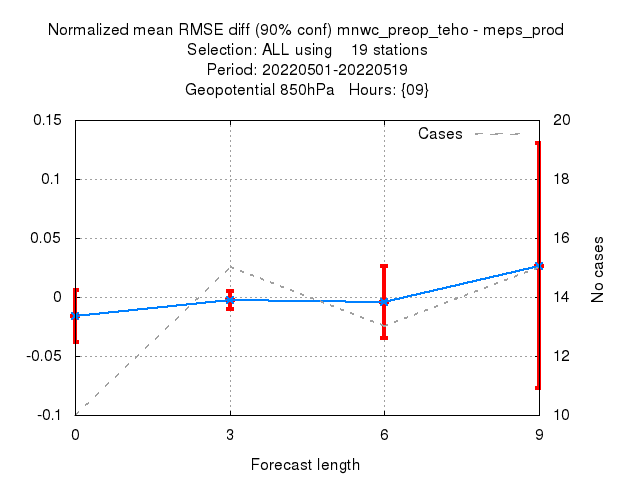 Normalized mean RMSE diff (90% conf) mnwc_preop_teho - meps_prod
Selection: ALL using    19 stations
Period: 20220501-20220519
Geopotential 850hPa   Hours: {09}
Cases
0.15
0.1
0.05
0
-0.05
-0.1
20
18
16
14
12
10
No cases
0 3 6 9
Forecast length